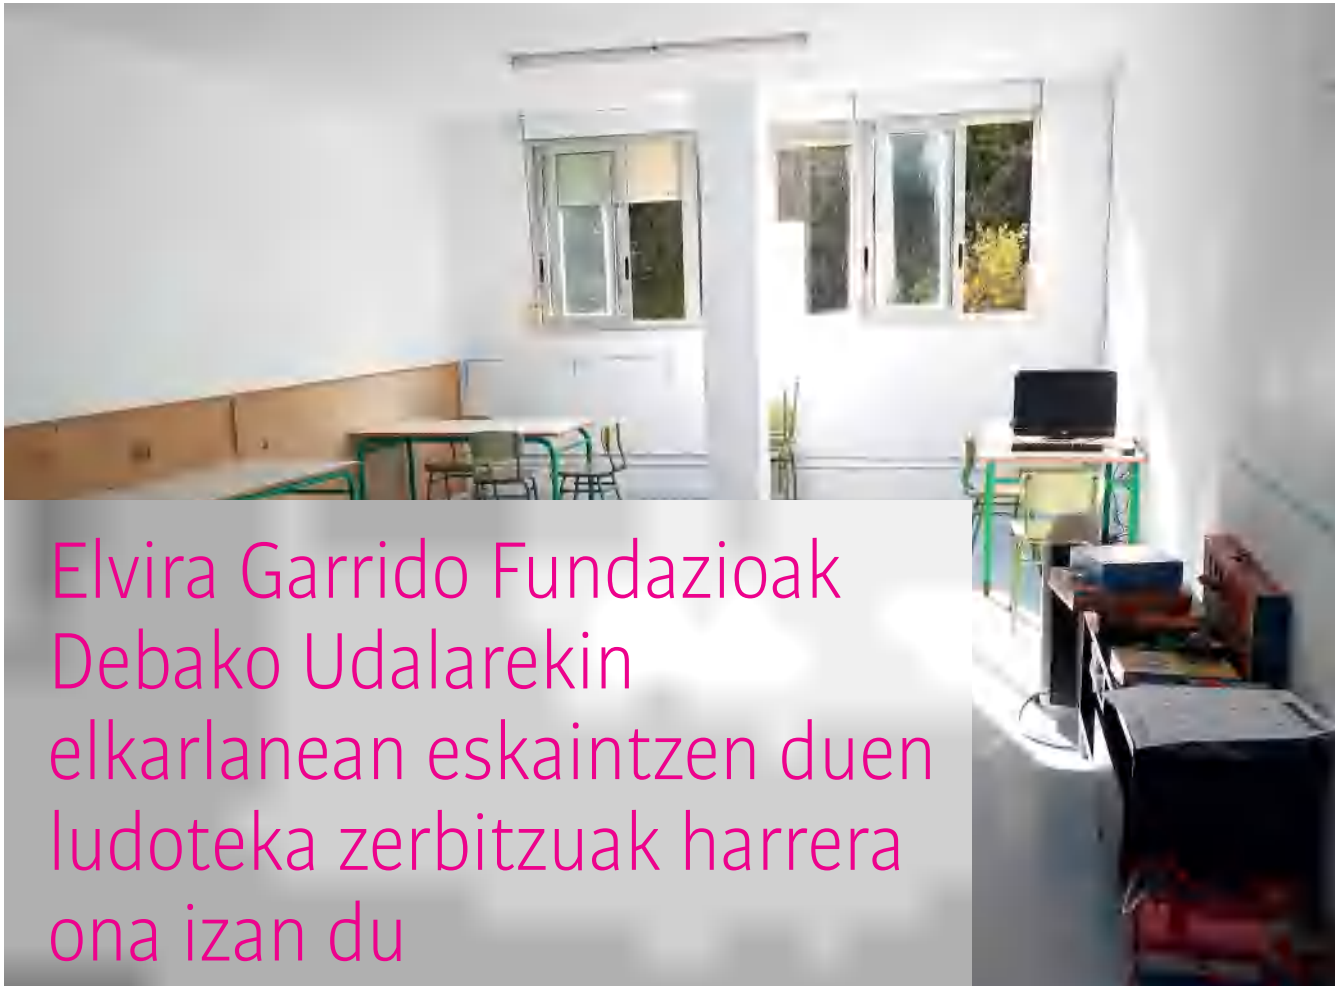 Elvira Garrido Fundazioak
Debako Udalarekin
elkarlanean eskaintzen duen
ludoteka zerbitzuak harrera
ona izan du